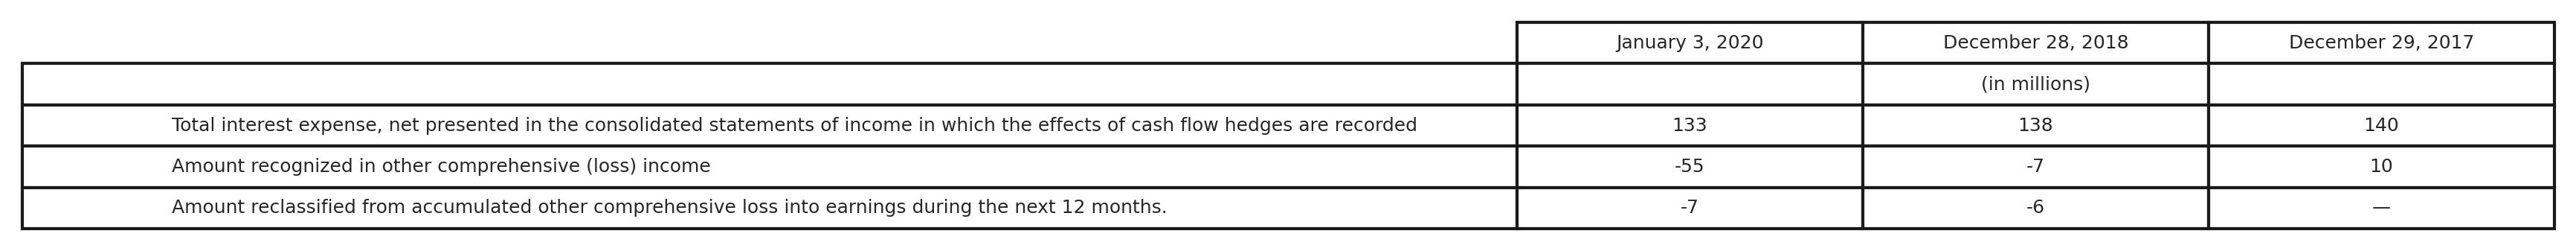 January 3, 2020 December 28, 2018 December 29, 2017
(in millions)
Total interest expense, net presented in the consolidated statements of income in which the effects of cash flow hedges are recorded 133 138 140
Amount recognized in other comprehensive (loss) income -55 -7 10
Amount reclassified from accumulated other comprehensive loss into earnings during the next 12 months. -7 -6 —